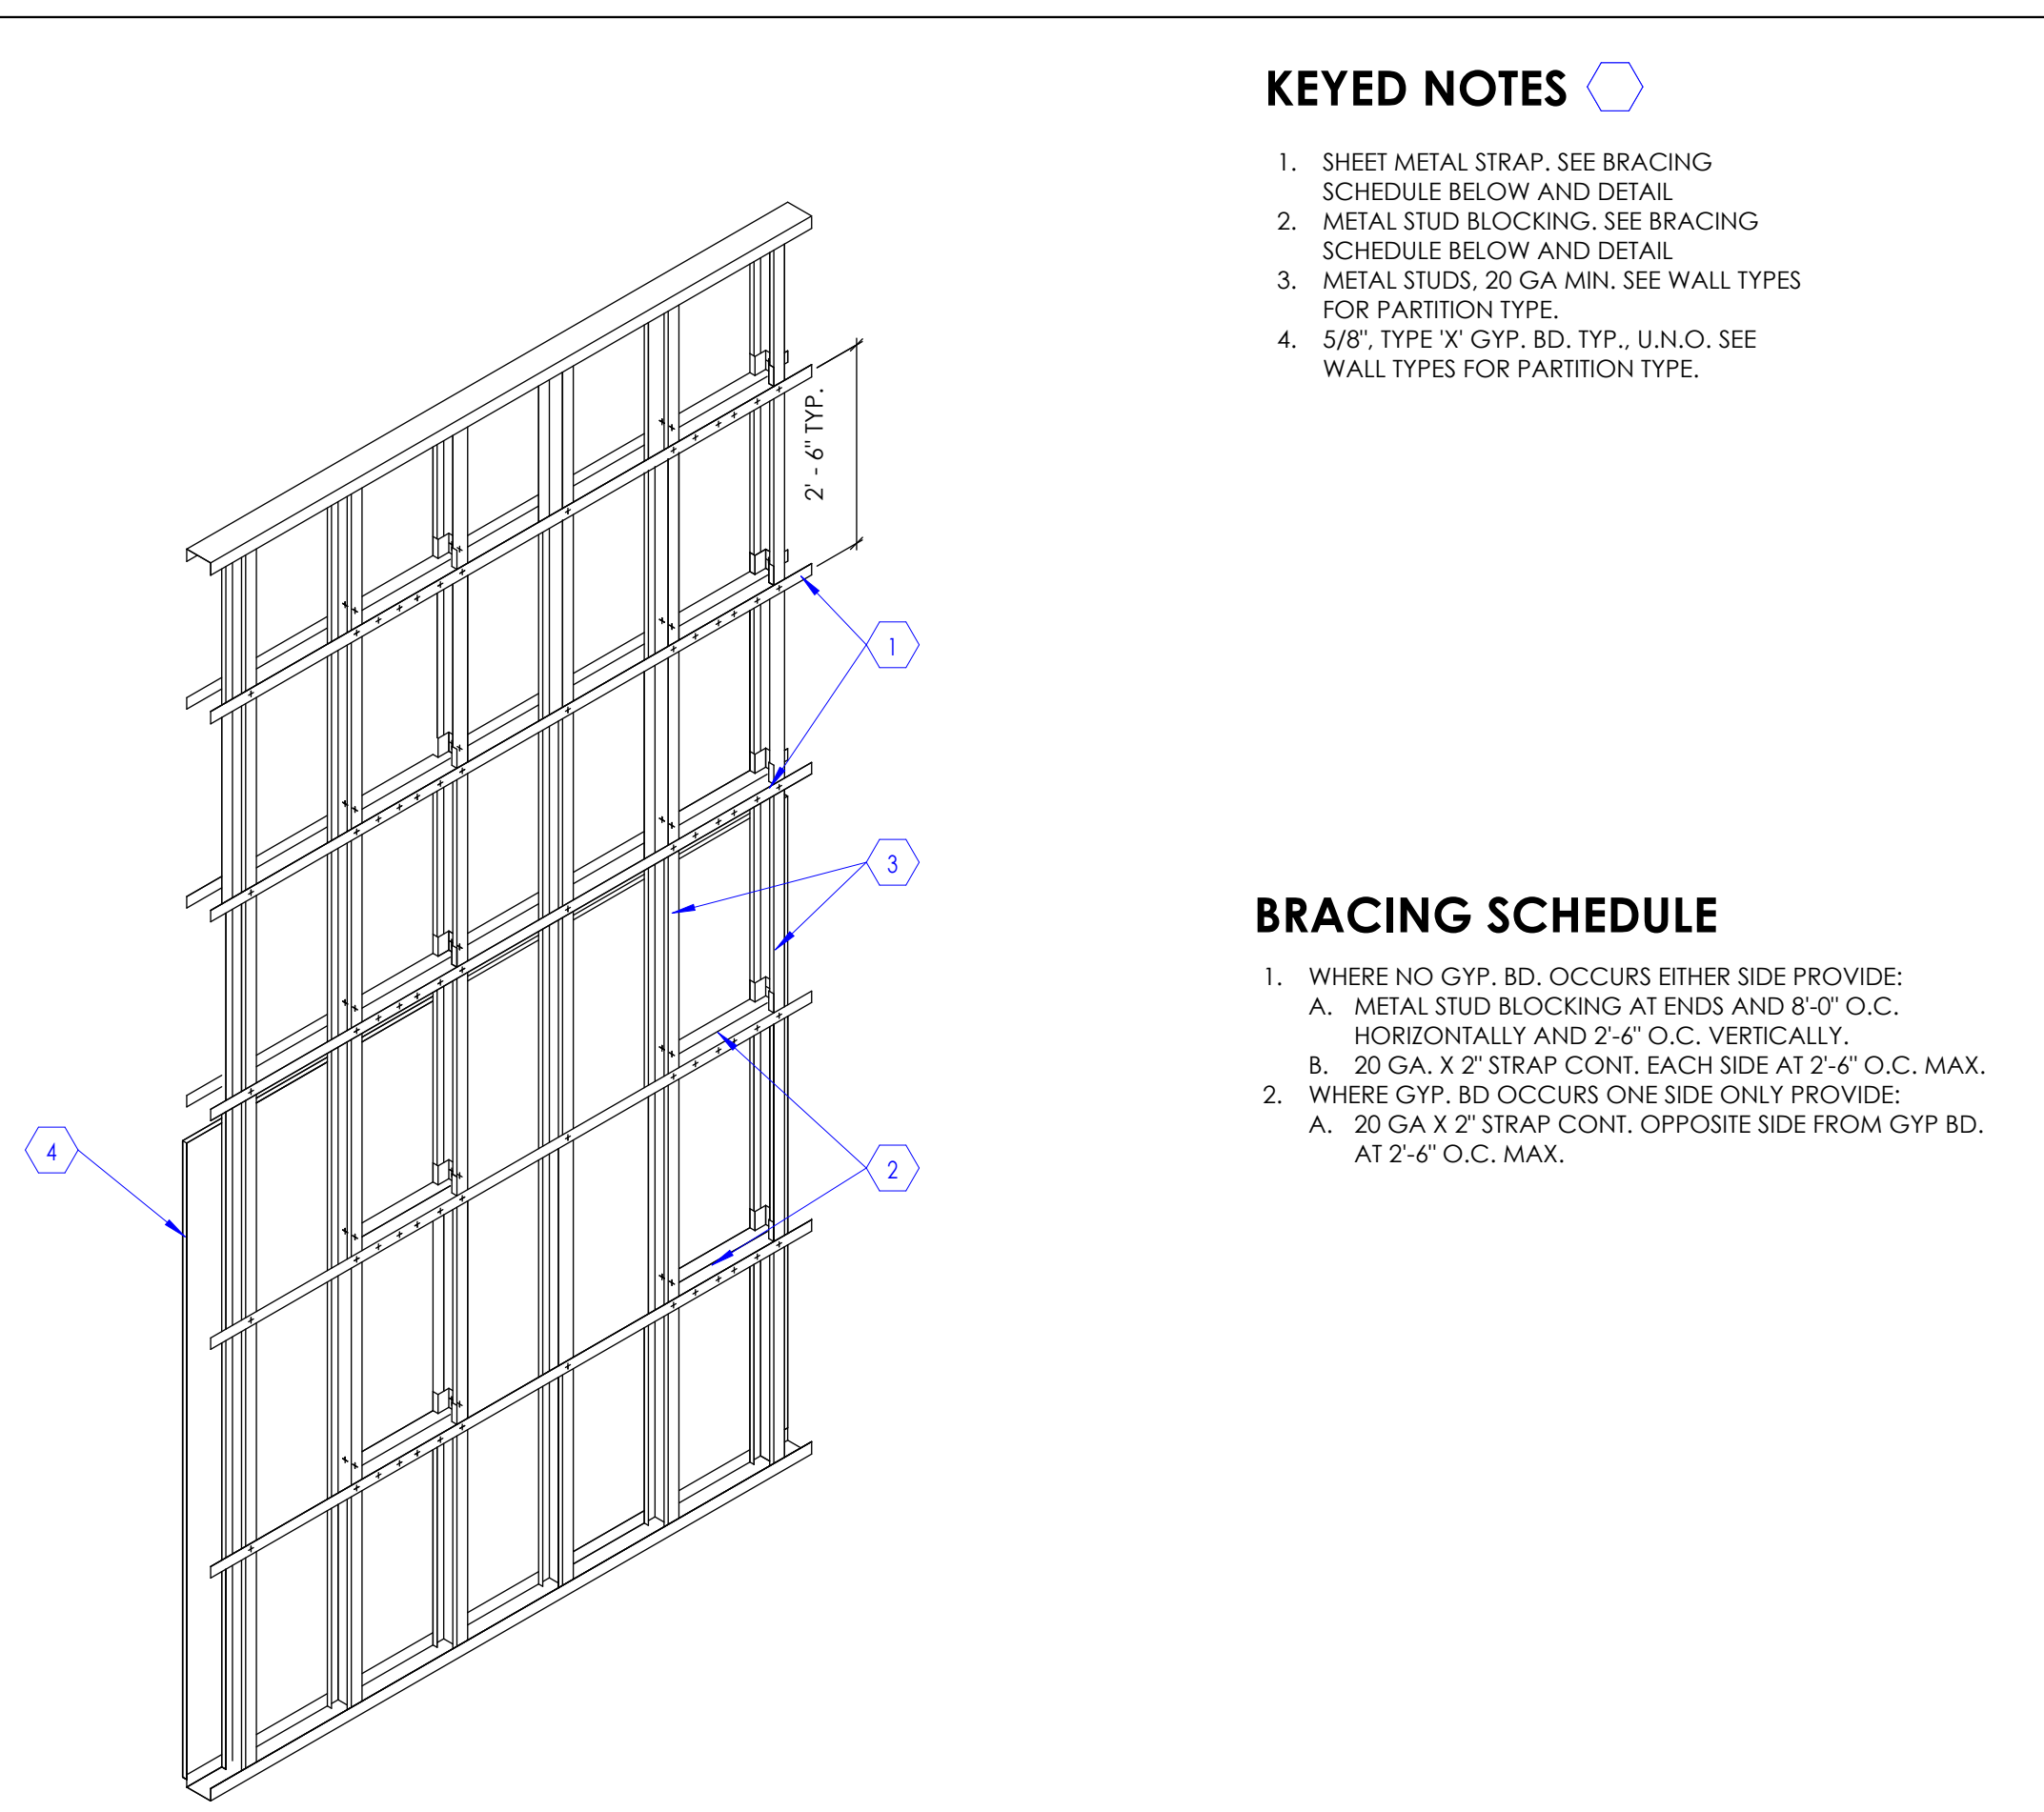 KEYED NOTES
1. SHEET METAL STRAP. SEE BRACING
SCHEDULE BELOW AND DETAIL
2. METAL STUD BLOCKING. SEE BRACING
SCHEDULE BELOW AND DETAIL
3. METAL STUDS, 20 GA MIN. SEE WALL TYPES
FOR PARTITION TYPE.
4. 5/8", TYPE 'X' GYP. BD. TYP., U.N.O. SEE
WALL TYPES FOR PARTITION TYPE.
2' - 6" TYP.
1
3
4
2
BRACING SCHEDULE
1. WHERE NO GYP. BD. OCCURS EITHER SIDE PROVIDE:
A. METAL STUD BLOCKING AT ENDS AND 8'-0" O.C.
HORIZONTALLY AND 2'-6" O.C. VERTICALLY.
B. 20 GA. X 2" STRAP CONT. EACH SIDE AT 2'-6" O.C. MAX.
2. WHERE GYP. BD OCCURS ONE SIDE ONLY PROVIDE:
A. 20 GA X 2" STRAP CONT. OPPOSITE SIDE FROM GYP BD.
AT 2'-6" O.C. MAX.